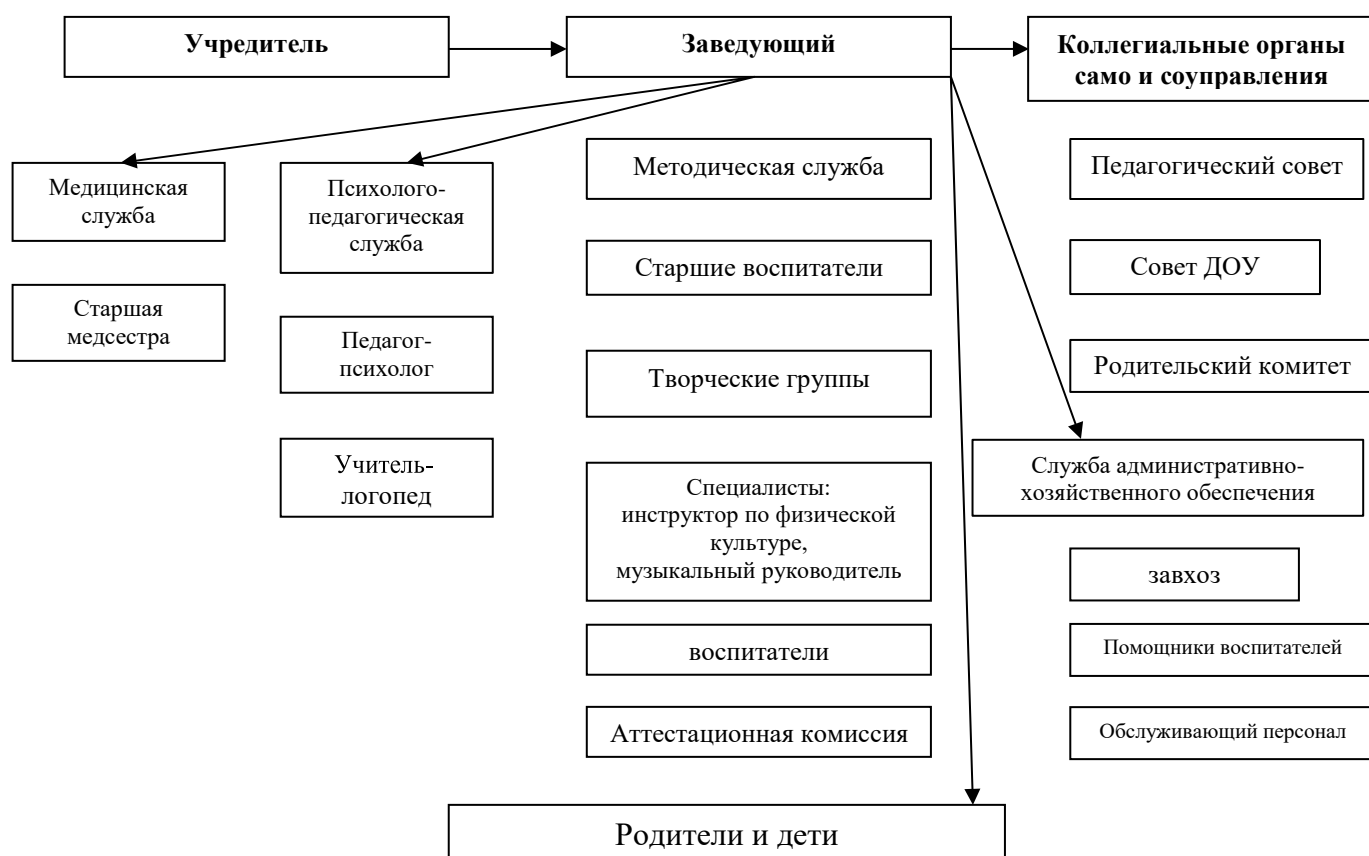 Учредитель
Заведующий
Коллегиальные органы
само и соуправления
Медицинская
служба
Старшая
медсестра
Психолого-
педагогическая
служба
Педагог-
психолог
Учитель-
логопед
Методическая служба
Старшие воспитатели
Творческие группы
Специалисты:
инструктор по физической
культуре,
музыкальный руководитель
воспитатели
Аттестационная комиссия
Педагогический совет
Совет ДОУ
Родительский комитет
Служба административно-
хозяйственного обеспечения
завхоз
Помощники воспитателей
Обслуживающий персонал
Родители и дети